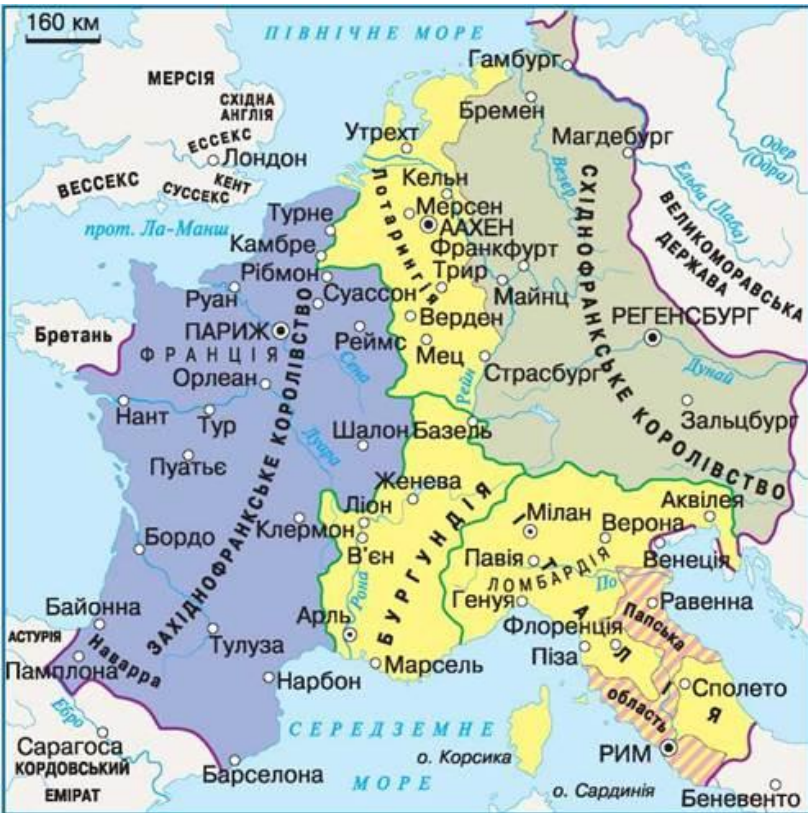 160 км
ПІВНІЧНЕ МОРЕ
Гамбург
МЕРСІЯ
СХІДНА
АНГЛІЯ
Бремен
ЕССЕКС
Утрехт
Магдебург
Одер
(Одра)
Лондон
Везер
ВЕССЕКС
КЕНТ
СУССЕКС
Кельн
Ельба (Лаба)
Лотарингія
Мерсен
прот. Ла-Манш
Турне
ААХЕН
СХІДНОФРАНКСЬКЕ КОРОЛІВСТВО
ВЕЛИКОМОРАВСЬКА
ДЕРЖАВА
Камбре
Франкфурт
Рібмон
Трир
Руан
Суассон
Майнц
Бретань
ПАРИЖ
Верден
РЕГЕНСБУРГ
ФРАНЦІЯ
Реймс
Мец
Сена
Орлеан
Рейн
Страсбург
Дунай
ЗАХІДНОФРАНКСЬКЕ КОРОЛІВСТВО
Нант
Тур
Зальцбург
Луара
Шалон
Базель
Пуатьє
Женева
Ліон
Мілан
Аквілея
Клермон
Верона
Бордо
В'єн
БУРГУНДІЯ
ІТАЛІЯ
Павія
ЛОМБАРДІЯ
Венеція
Рона
По
Генуя
Равенна
Байонна
Арль
Папська
область
АСТУРІЯ
Наварра
Тулуза
Флоренція
Памплона
Марсель
Піза
Нарбон
Сполето
Ебро
СЕРЕДЗЕМНЕ
МОРЕ
Сарагоса
КОРДОВСЬКИЙ
ЕМІРАТ
о. Корсика
РИМ
Барселона
о. Сардинія
Беневенто